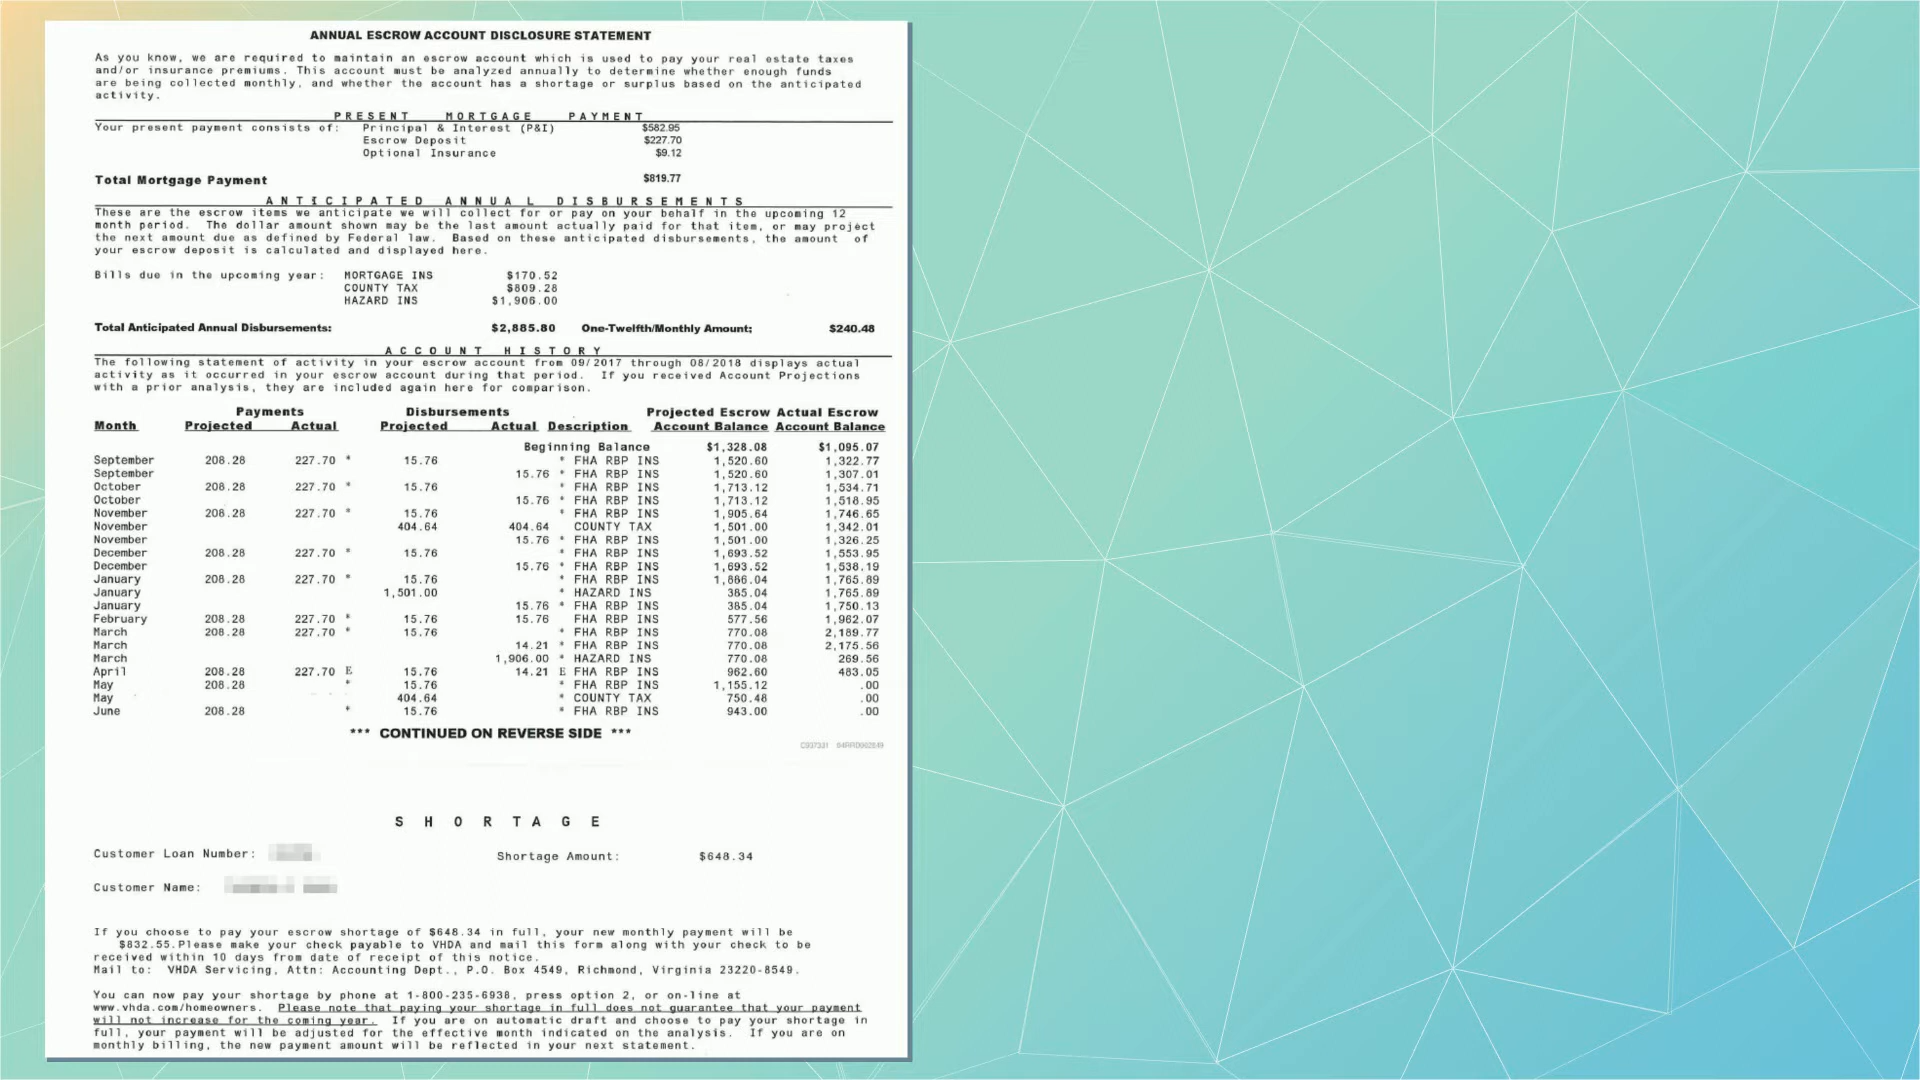 ANNUAL ESCROW ACCOUNT DISCLOSURE STATEMENT
As you know, we are required to maintain an escrow account which is used to pay your real estate taxes
and/or insurance premiums. This account must be analyzed annually to determine whether enough funds
are being collected monthly, and whether the account has a shortage or surplus based on the anticipated
activity.
PRESENT MORTGAGE PAYMENT
Your present payment consists of: Principal & Interest (P&I) $582.95
Escrow Deposit $227.70
Optional Insurance $9.12
Total Mortgage Payment $819.77
ANTICIPATED ANNUAL DISBURSEMENTS
These are the escrow items we anticipate we will collect for or pay on your behalf in the upcoming 12
month period. The dollar amount shown may be the last amount actually paid for that item, or may project
the next amount due as defined by Federal law. Based on these anticipated disbursements, the amount of
your escrow deposit is calculated and displayed here.
Bills due in the upcoming year: MORTGAGE INS $170.52
COUNTY TAX $809.28
HAZARD INS $1,906.00
Total Anticipated Annual Disbursements: $2,885.80 One-Twelfth/Monthly Amount; $240.48
ACCOUNT HISTORY
The following statement of activity in your escrow account from 09/2017 through 08/2018 displays actual
activity as it occurred in your escrow account during that period. If you received Account Projections
with a prior analysis, they are included again here for comparison.
Payments Disbursements Projected Escrow Actual Escrow
Month Projected Actual Projected Actual Description Account Balance Account Balance
Beginning Balance $1,328.08 $1,095.07
September 208.28 227.70 * 15.76 * FHA RBP INS 1,520.60 1,322.77
September 15.76 * FHA RBP INS 1,520.60 1,307.01
October 208.28 227.70 * 15.76 * FHA RBP INS 1,713.12 1,534.71
October 15.76 * FHA RBP INS 1,713.12 1,518.95
November 208.28 227.70 * 15.76 * FHA RBP INS 1,905.64 1,746.65
November 404.64 404.64 COUNTY TAX 1,501.00 1,342.01
November 15.76 * FHA RBP INS 1,501.00 1,326.25
December 208.28 227.70 * 15.76 * FHA RBP INS 1,693.52 1,553.95
December 15.76 * FHA RBP INS 1,693.52 1,538.19
January 208.28 227.70 * 15.76 * FHA RBP INS 1,886.04 1,765.89
January 1,501.00 * HAZARD INS 385.04 1,765.89
January 15.76 * FHA RBP INS 385.04 1,750.13
February 208.28 227.70 * 15.76 15.76 FHA RBP INS 577.56 1,962.07
March 208.28 227.70 * 15.76 * FHA RBP INS 770.08 2,189.77
March 14.21 * FHA RBP INS 770.08 2,175.56
March 1,906.00 * HAZARD INS 770.08 269.56
April 208.28 227.70 E 15.76 14.21 E FHA RBP INS 962.60 483.05
May 208.28 * 15.76 * FHA RBP INS 1,155.12 .00
May 404.64 * COUNTY TAX 750.48 .00
June 208.28 * 15.76 * FHA RBP INS 943.00 .00
*** CONTINUED ON REVERSE SIDE ***
SHORTAGE
Customer Loan Number: Shortage Amount: $648.34
Customer Name:
If you choose to pay your escrow shortage of $648.34 in full, your new monthly payment will be
$832.55.Please make your check payable to VHDA and mail this form along with your check to be
received within 10 days from date of receipt of this notice.
Mail to: VHDA Servicing, Attn: Accounting Dept., P.O. Box 4549, Richmond, Virginia 23220-8549.
You can now pay your shortage by phone at 1-800-235-6938, press option 2, or on-line at
www.vhda.com/homeowners. Please note that paying your shortage in full does not guarantee that your payment
will not increase for the coming year. If you are on automatic draft and choose to pay your shortage in
full, your payment will be adjusted for the effective month indicated on the analysis. If you are on
monthly billing, the new payment amount will be reflected in your next statement.